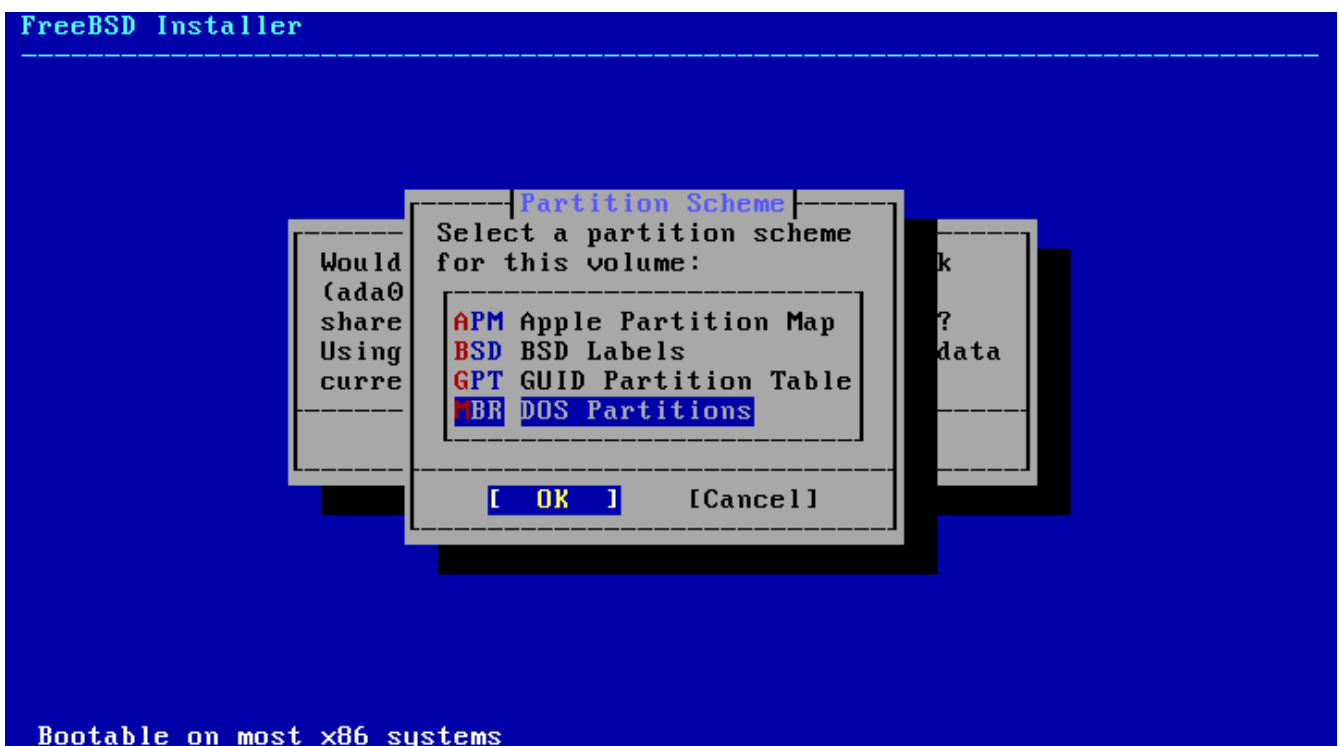 FreeBSD Installer
Partition Scheme
Select a partition scheme
for this volume:
Would
k
(ada0
share
?
Using
data
curre
APM Apple Partition Map
BSD BSD Labels
GPT GUID Partition Table
MBR DOS Partitions
[ OK ] [Cancel]
Bootable on most x86 systems